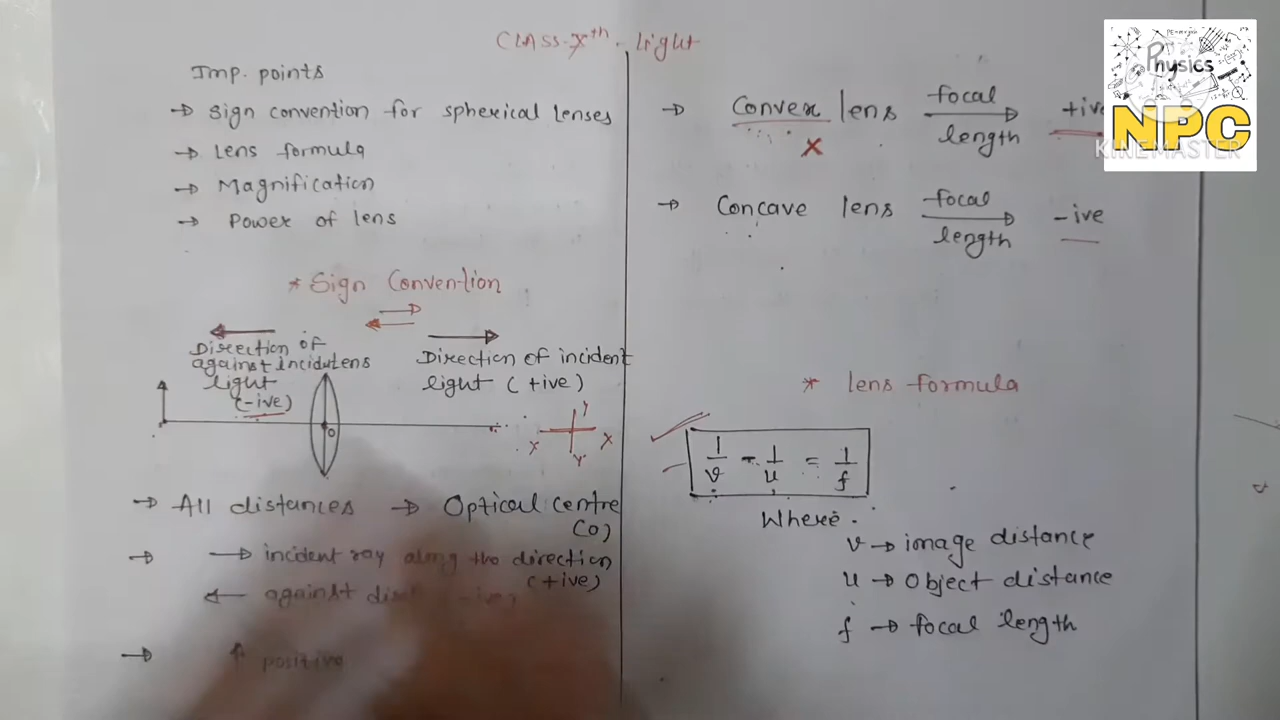 CLASS-Xth - Light
Imp. points
→ Sign convention for spherical lenses
→ Lens formula
→ Magnification
→ Power of lens
* Sign Convention
Direction of
against incident
light
(-ive)
lens
Direction of incident
light (+ive)
O
X
Y
X
Y'
→ All distances → Optical centre
(O)
→ → incident ray along the direction
(+ive)
← against
→ ↑ positive
→ Convex lens focal length → +ive
X
→ Concave lens focal length → -ive
* lens formula
1/v - 1/u = 1/f
Where
v → image distance
u → Object distance
f → focal length
Physics
NPC
KINEMASTER